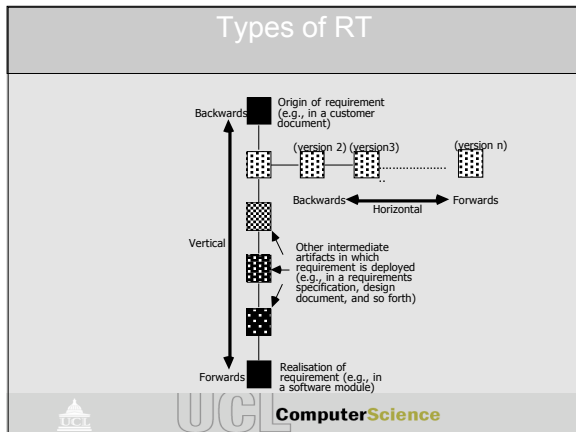 Types of RT
Backwards
Origin of requirement
(e.g., in a customer
document)
(version 2)
(version3)
(version n)
......................
..
Backwards
Forwards
Horizontal
Vertical
Other intermediate
artifacts in which
requirement is deployed
(e.g., in a requirements
specification, design
document, and so forth)
Forwards
Realisation of
requirement (e.g., in
a software module)
UCL
UCL
ComputerScience